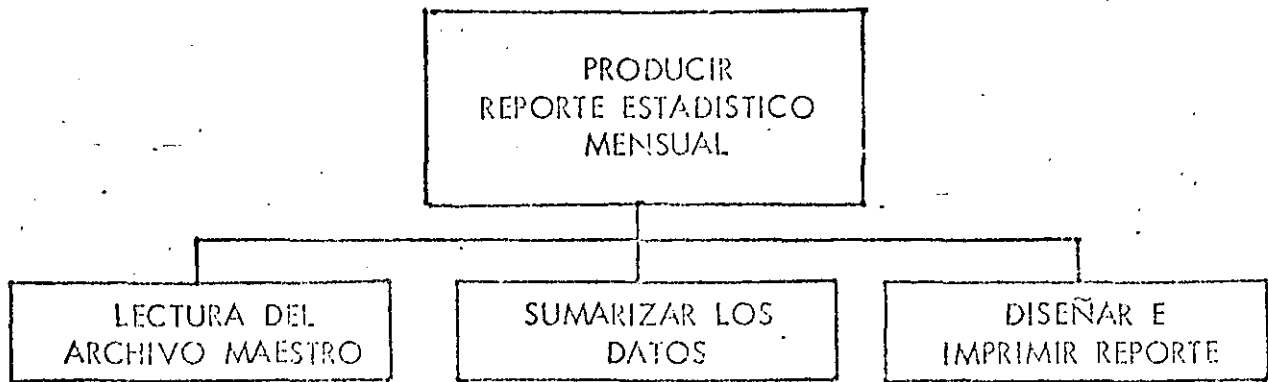 PRODUCIR
REPORTE ESTADISTICO
MENSUAL
LECTURA DEL
ARCHIVO MAESTRO
SUMARIZAR LOS
DATOS
DISEÑAR E
IMPRIMIR REPORTE